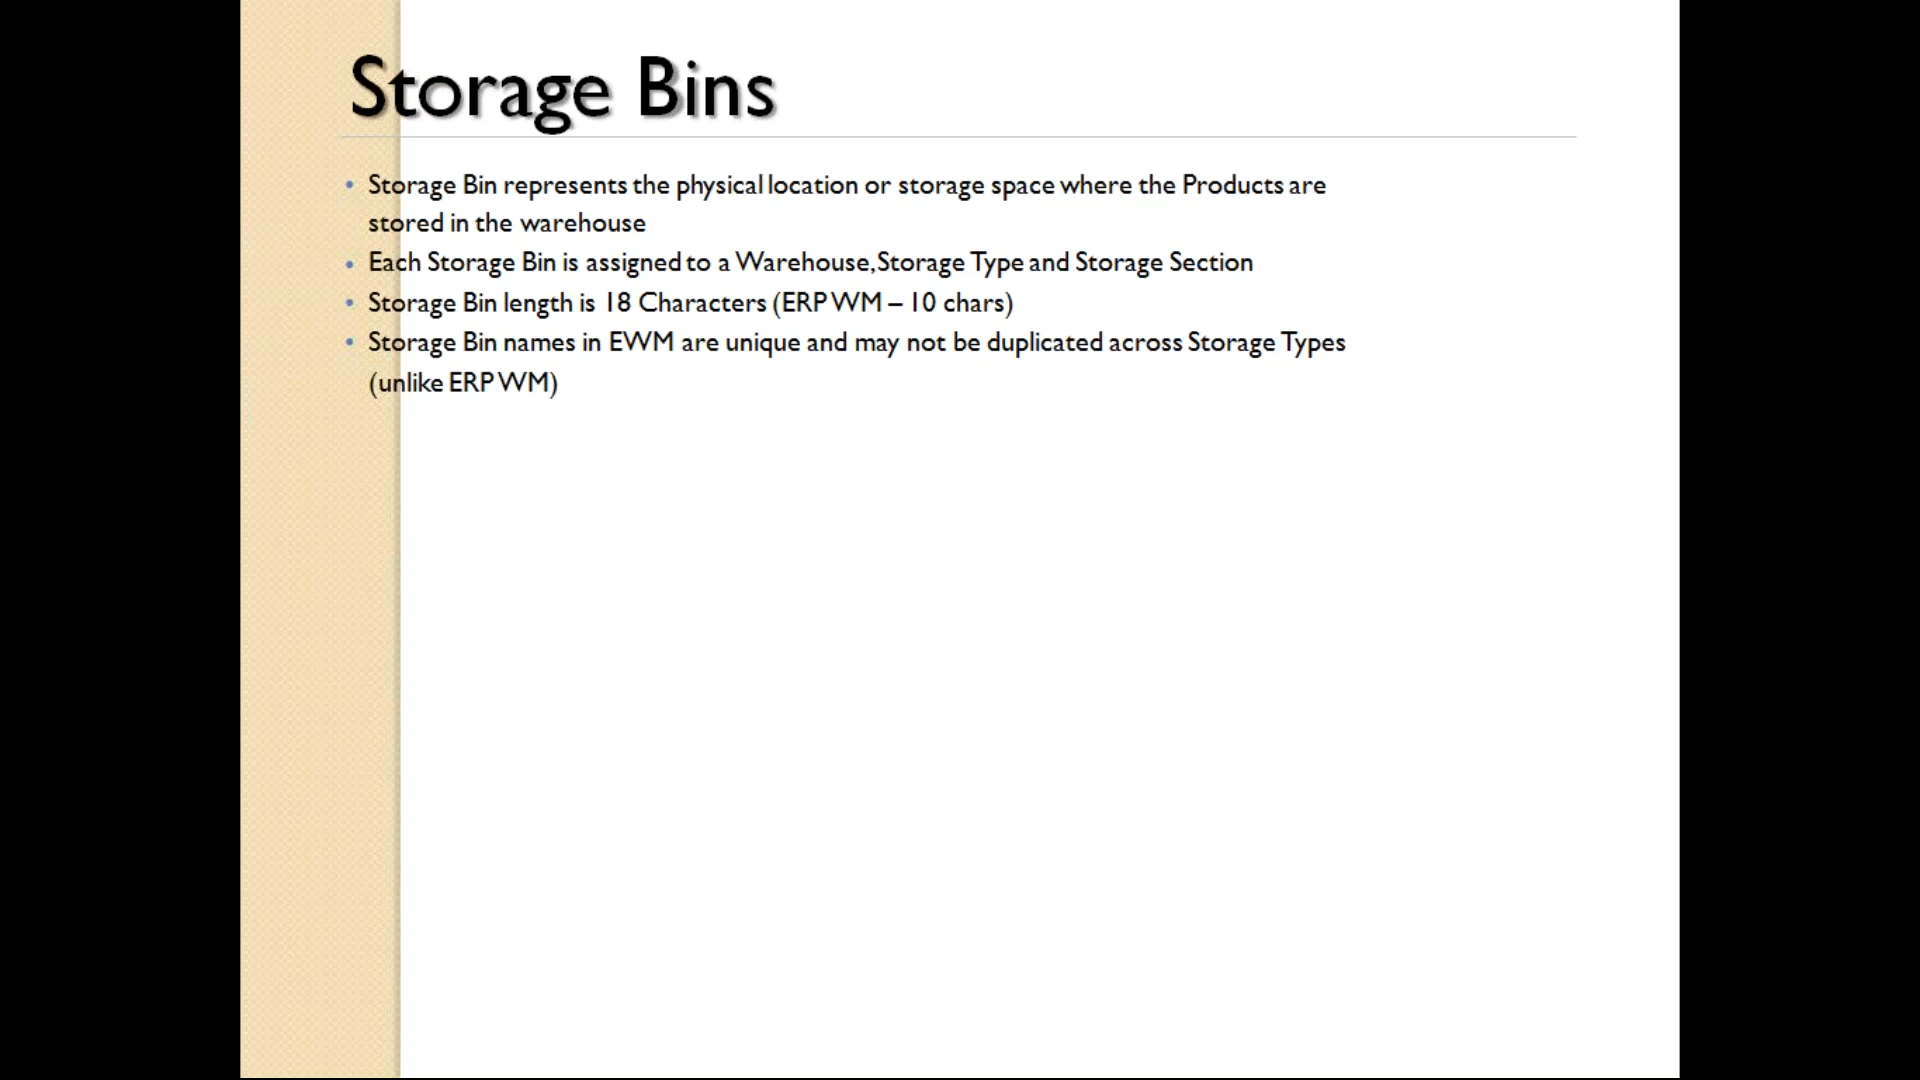 Storage Bins
• Storage Bin represents the physical location or storage space where the Products are
stored in the warehouse
• Each Storage Bin is assigned to a Warehouse, Storage Type and Storage Section
• Storage Bin length is 18 Characters (ERP WM – 10 chars)
• Storage Bin names in EWM are unique and may not be duplicated across Storage Types
(unlike ERP WM)